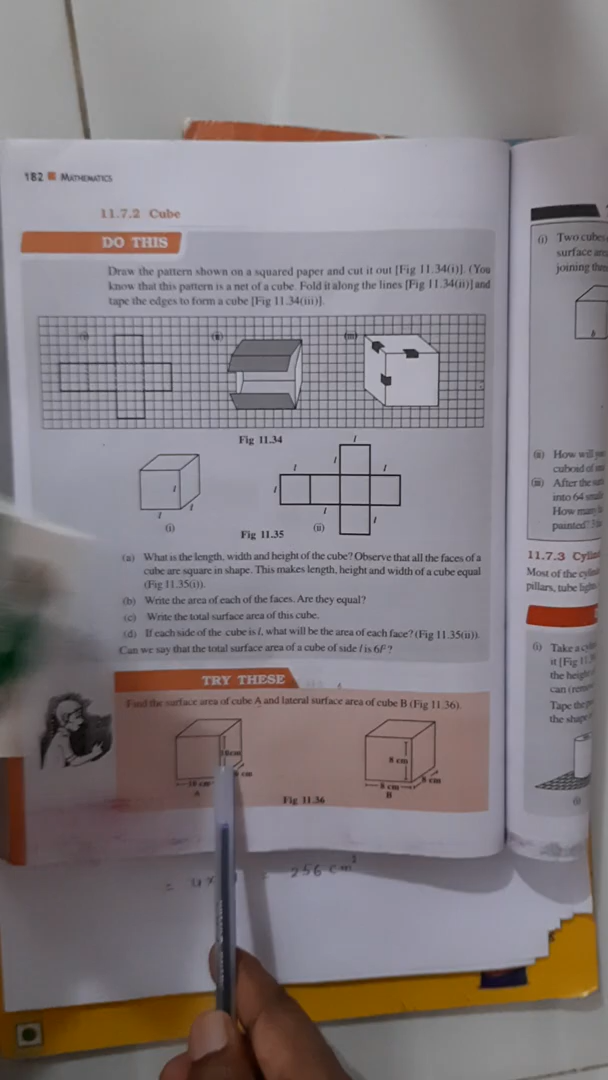 182 MATHEMATICS
11.7.2 Cube
DO THIS
Draw the pattern shown on a squared paper and cut it out [Fig 11.34(i)]. (You
know that this pattern is a net of a cube. Fold it along the lines [Fig 11.34(ii)] and
tape the edges to form a cube [Fig 11.34(iii)].
(i) (ii) (iii)
Fig 11.34
l l l l
l l l
l l
(i) Fig 11.35 (ii)
(a) What is the length, width and height of the cube? Observe that all the faces of a
cube are square in shape. This makes length, height and width of a cube equal
(Fig 11.35(i)).
(b) Write the area of each of the faces. Are they equal?
(c) Write the total surface area of this cube.
(d) If each side of the cube is l, what will be the area of each face? (Fig 11.35(ii)).
Can we say that the total surface area of a cube of side l is 6l² ?
TRY THESE
Find the surface area of cube A and lateral surface area of cube B (Fig 11.36).
cm
8 cm
cm
8 cm
10 cm
8 cm
A
B
Fig 11.36
256 cm²
(i) Two cubes
surface
joining
b
(ii) How will
cuboid of
(iii) After the
into 64
How many
painted?
11.7.3
Most of the
pillars, tube
(i) Take a
it [Fig
the height
can
Tape the
the shape
(i)